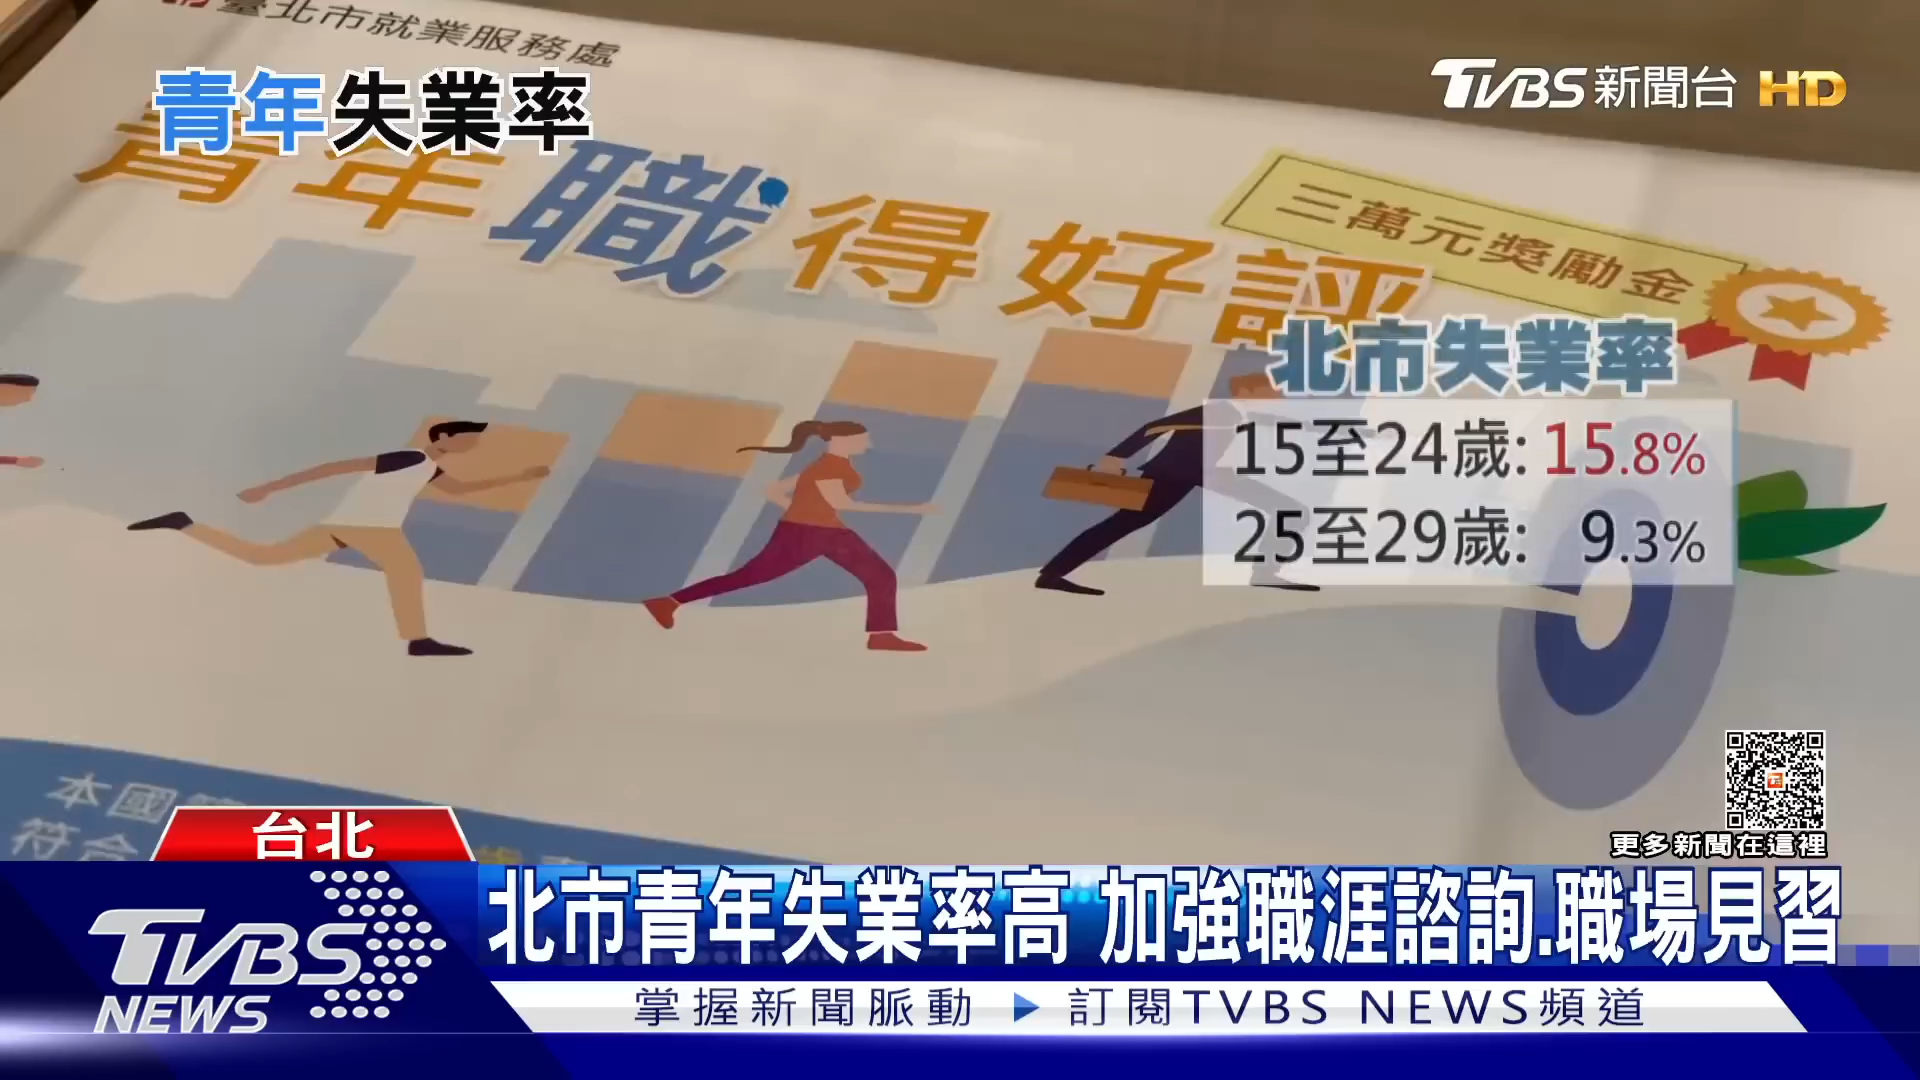 臺北市就業服務處
青年失業率
TVBS新聞台 HD
青年職得好評
三萬元獎勵金
北市失業率
15至24歲: 15.8%
25至29歲: 9.3%
本國
符合
更多新聞在這裡
台北
北市青年失業率高 加強職涯諮詢.職場見習
TVBS NEWS
掌握新聞脈動 ▶ 訂閱TVBS NEWS頻道